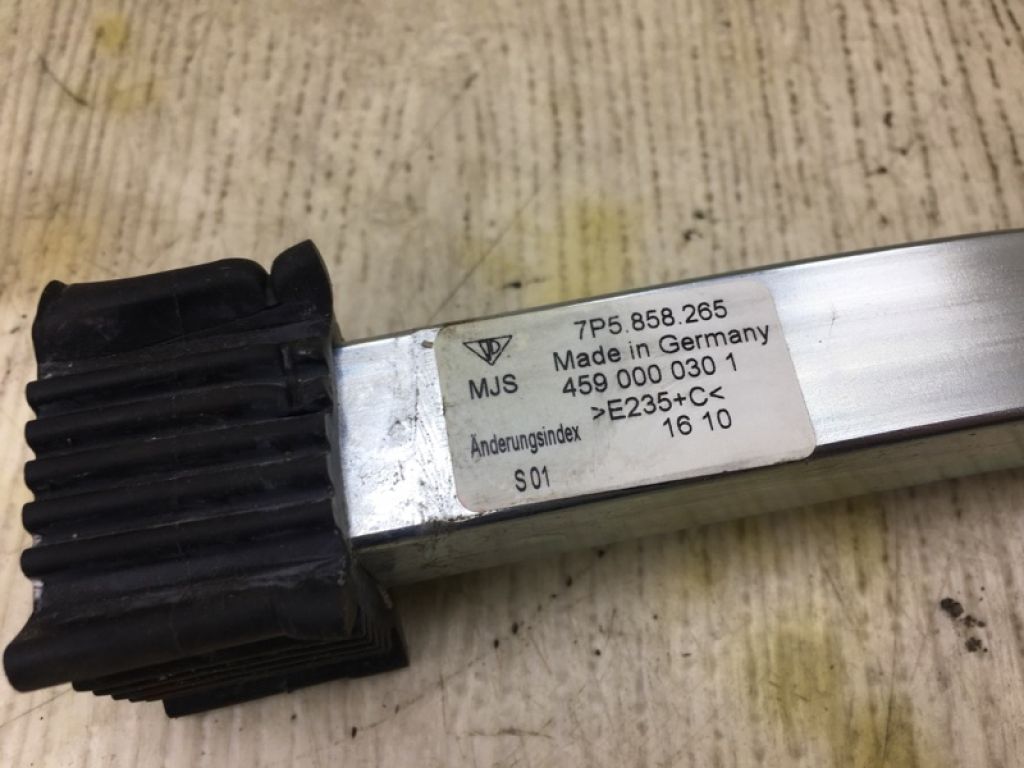 7P5.858.265
Made in Germany
MJS
459 000 030 1
>E235+C<
Änderungsindex
16 10
S 01